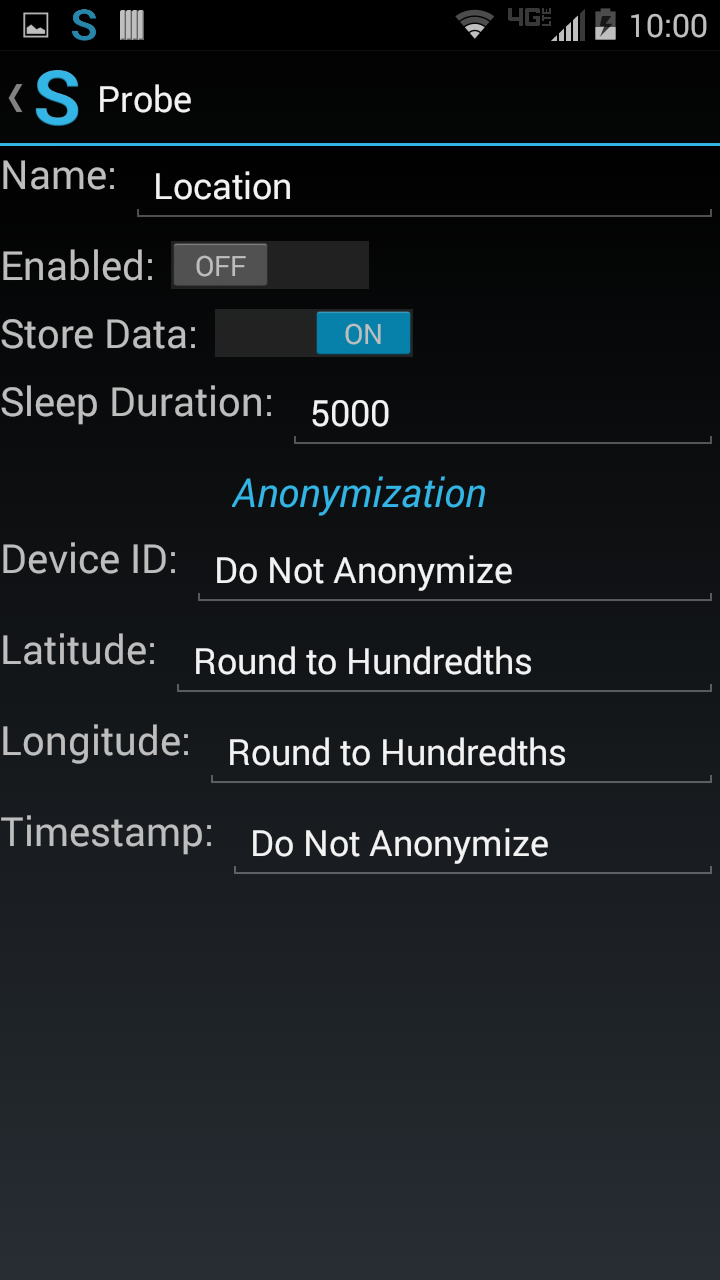 4G LTE 10:00
S Probe
Name: Location
Enabled: OFF
Store Data: ON
Sleep Duration: 5000
Anonymization
Device ID: Do Not Anonymize
Latitude: Round to Hundredths
Longitude: Round to Hundredths
Timestamp: Do Not Anonymize